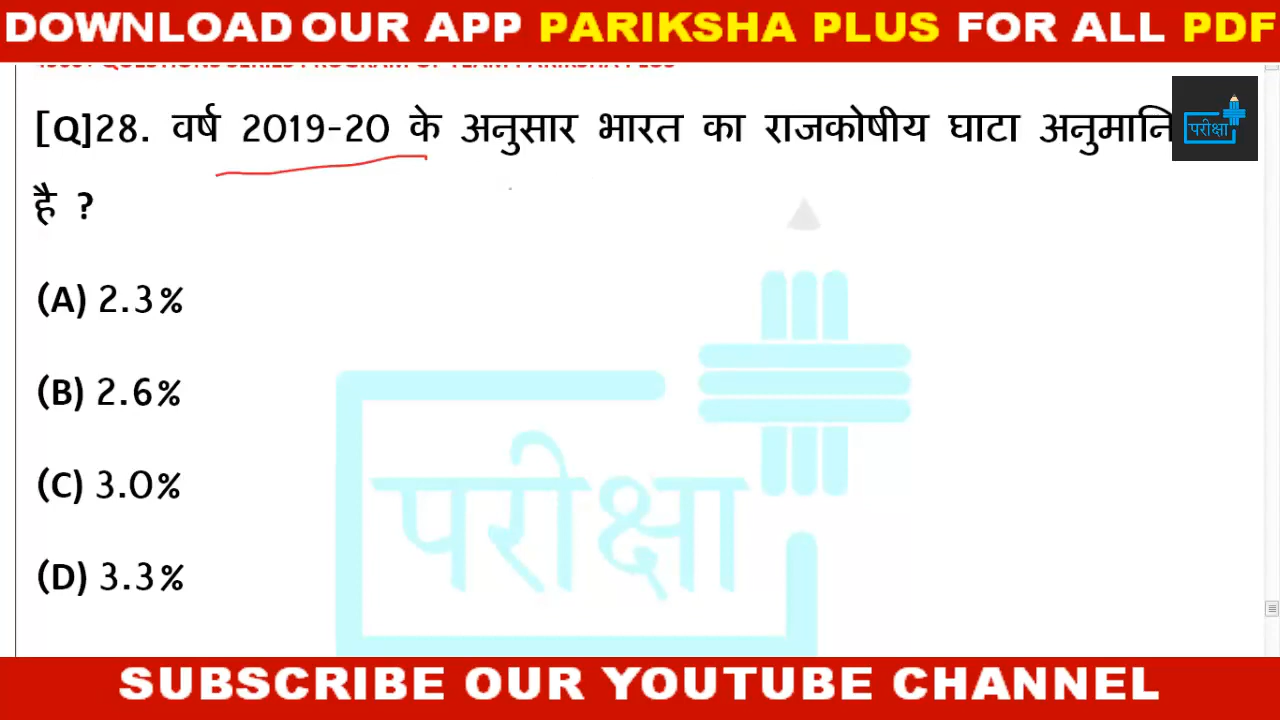 DOWNLOAD OUR APP PARIKSHA PLUS FOR ALL PDF
[Q]28. वर्ष 2019-20 के अनुसार भारत का राजकोषीय घाटा अनुमानि
परीक्षा
है ?
(A) 2.3%
(B) 2.6%
(C) 3.0%
परीक्षा
(D) 3.3%
SUBSCRIBE OUR YOUTUBE CHANNEL